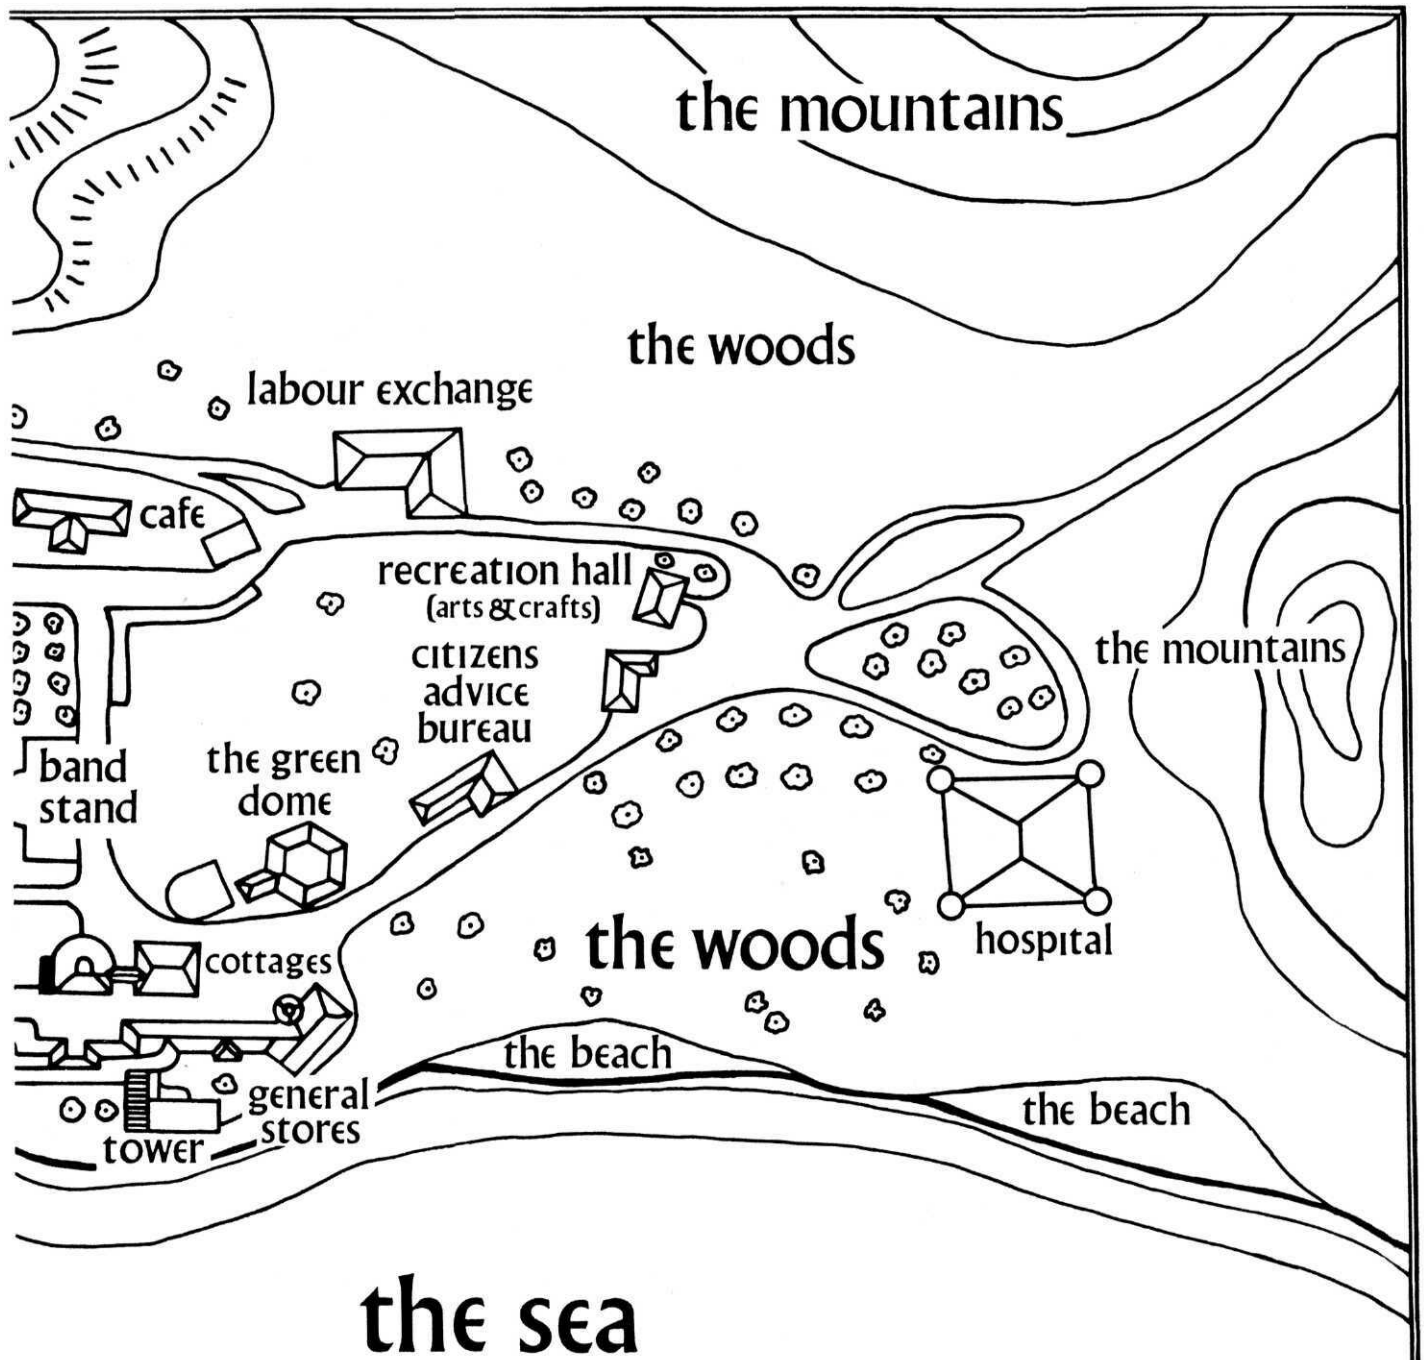 the mountains
the woods
labour exchange
cafe
recreation hall
(arts & crafts)
citizens
advice
bureau
the mountains
band
stand
the green
dome
the woods
hospital
cottages
the beach
general
stores
the beach
tower
the sea